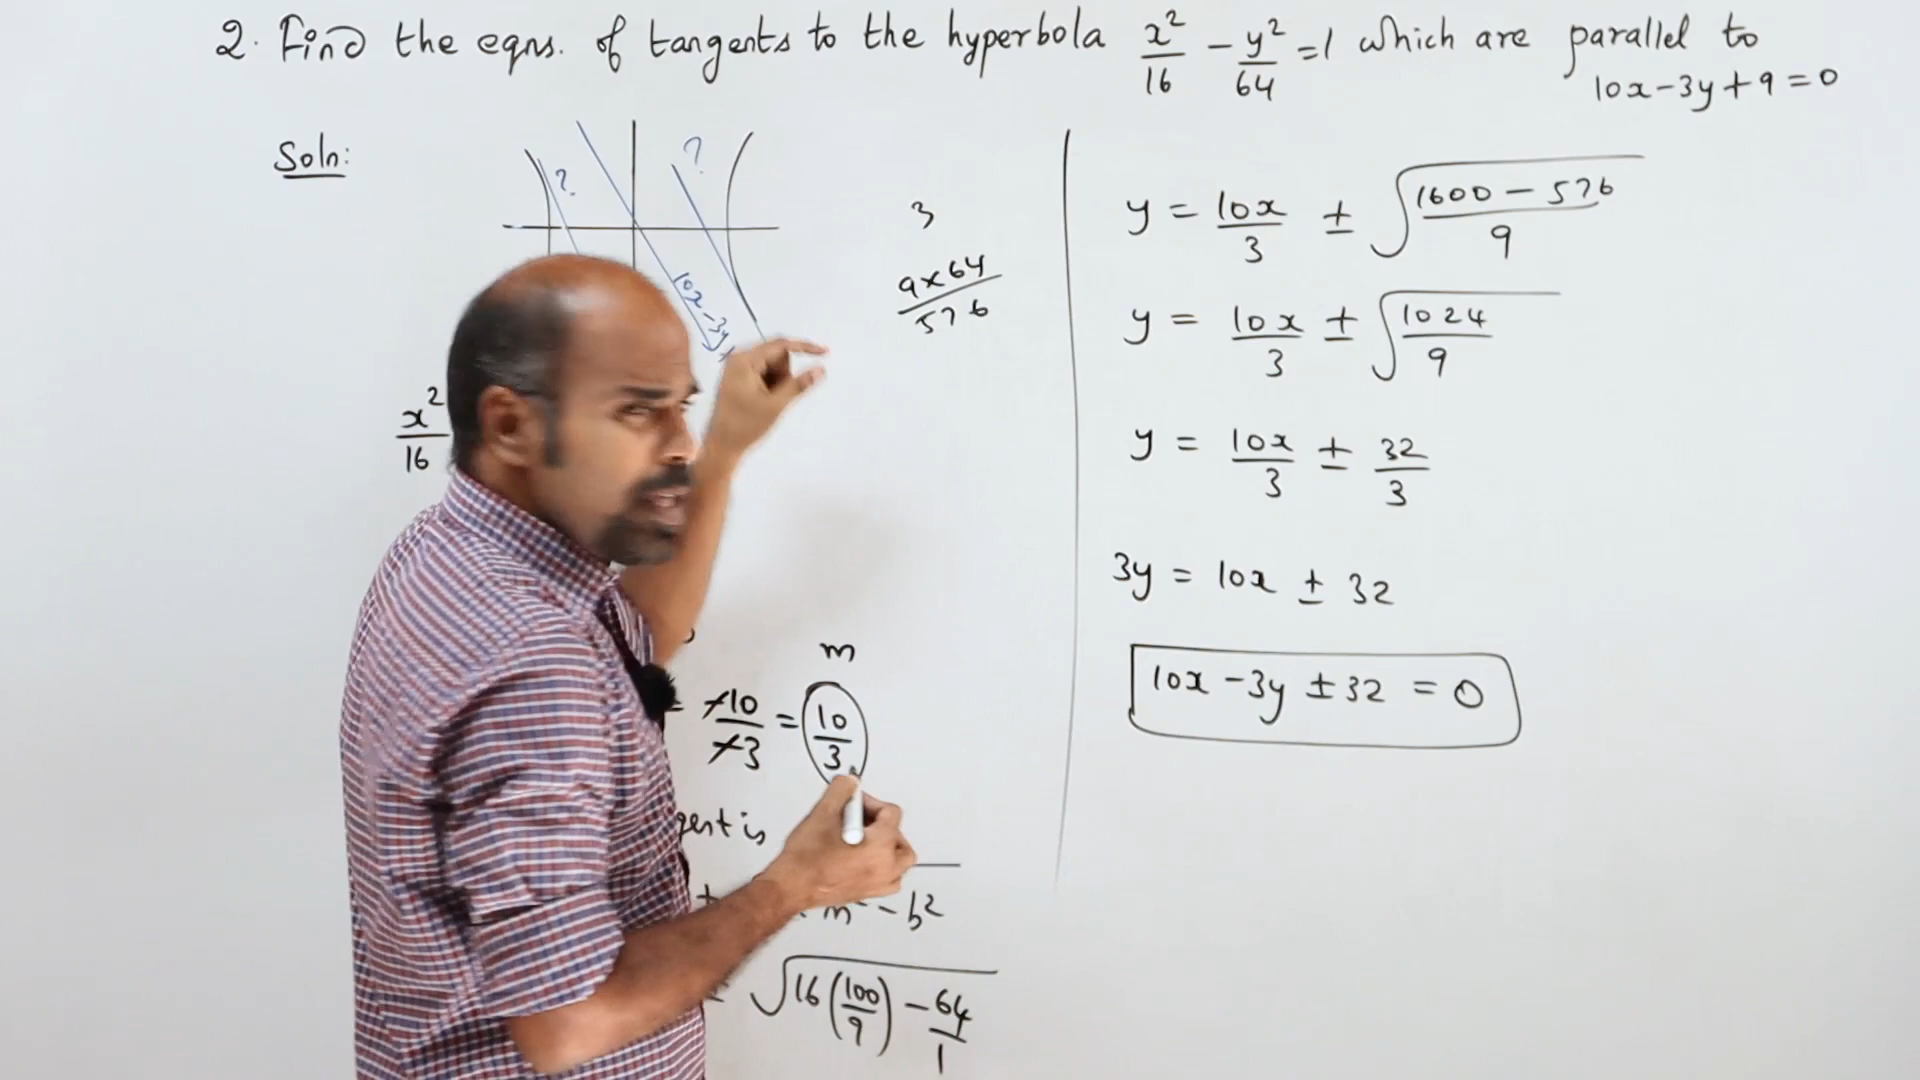 2. Find the eqns. of tangents to the hyperbola x²/16 - y²/64 = 1 which are parallel to
10x-3y+9=0
Soln:
?
?
10x-3y+
3
9x64
576
x²/16
m
-10/-3 = 10/3
gent is
m² - b²
√(16(100/9) - 64/1)
y = 10x/3 ± √((1600 - 576)/9)
y = 10x/3 ± √(1024/9)
y = 10x/3 ± 32/3
3y = 10x ± 32
10x - 3y ± 32 = 0